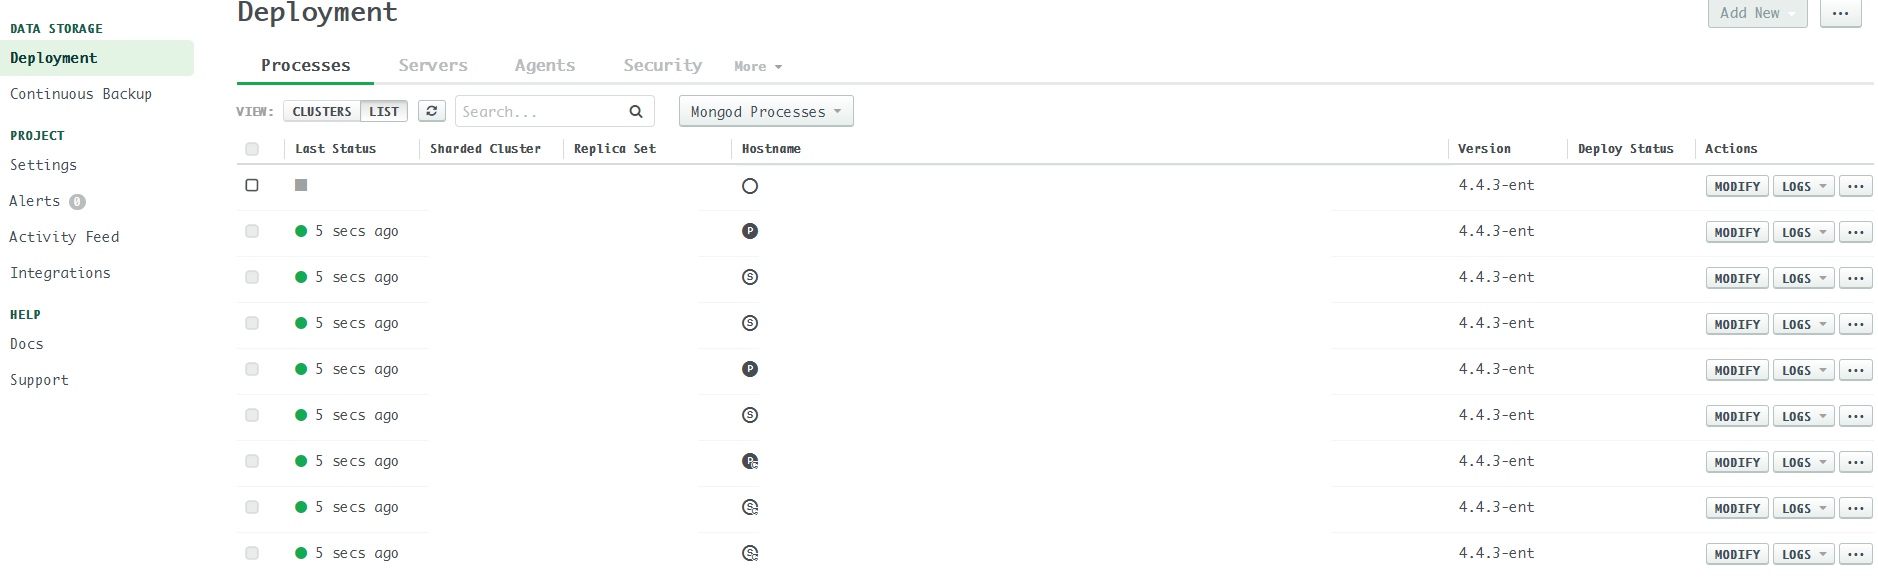 Deployment
Add New
...
DATA STORAGE
Deployment
Continuous Backup
PROJECT
Settings
Alerts 0
Activity Feed
Integrations
HELP
Docs
Support
Processes Servers Agents Security More
VIEW: CLUSTERS LIST Search... Mongod Processes
Last Status Sharded Cluster Replica Set Hostname Version Deploy Status Actions
4.4.3-ent MODIFY LOGS ...
5 secs ago P 4.4.3-ent MODIFY LOGS ...
5 secs ago S 4.4.3-ent MODIFY LOGS ...
5 secs ago S 4.4.3-ent MODIFY LOGS ...
5 secs ago P 4.4.3-ent MODIFY LOGS ...
5 secs ago S 4.4.3-ent MODIFY LOGS ...
5 secs ago P 4.4.3-ent MODIFY LOGS ...
5 secs ago S 4.4.3-ent MODIFY LOGS ...
5 secs ago S 4.4.3-ent MODIFY LOGS ...